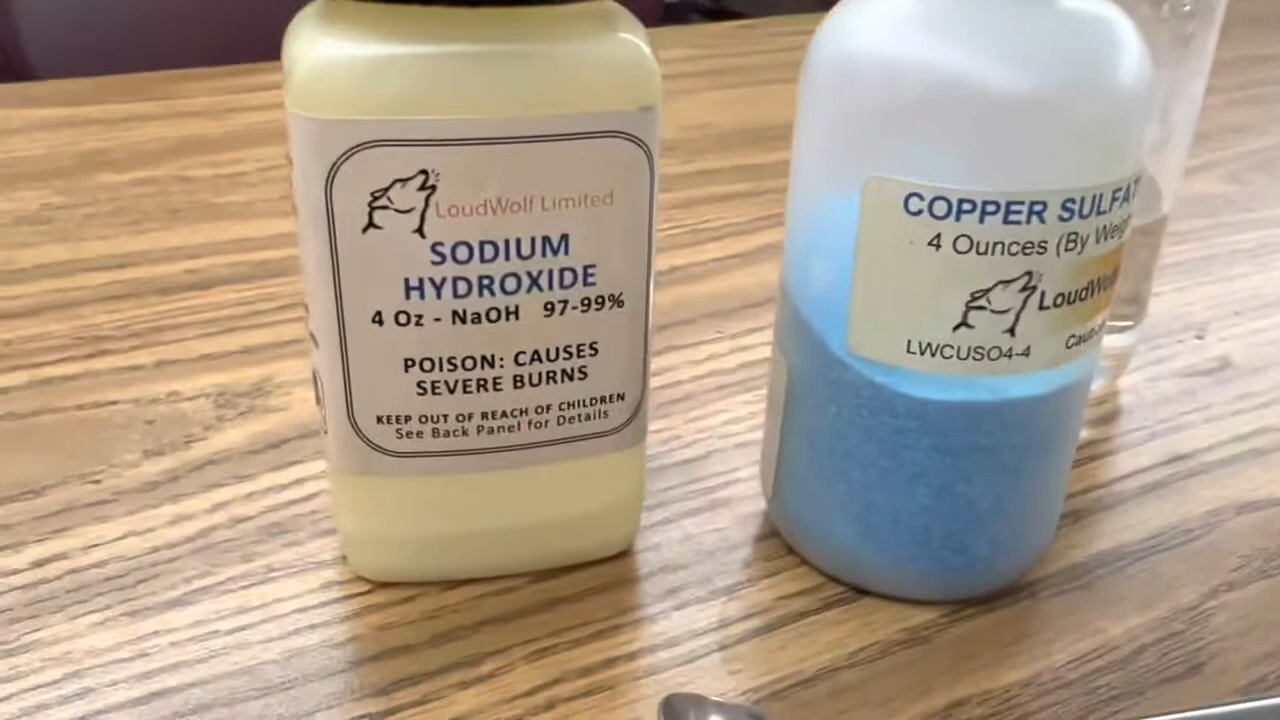 LoudWolf Limited
SODIUM
HYDROXIDE
4 Oz - NaOH 97-99%
POISON: CAUSES
SEVERE BURNS
KEEP OUT OF REACH OF CHILDREN
See Back Panel for Details
COPPER SULFAT
4 Ounces (By Weig
LoudWolf
LWCUSO4-4